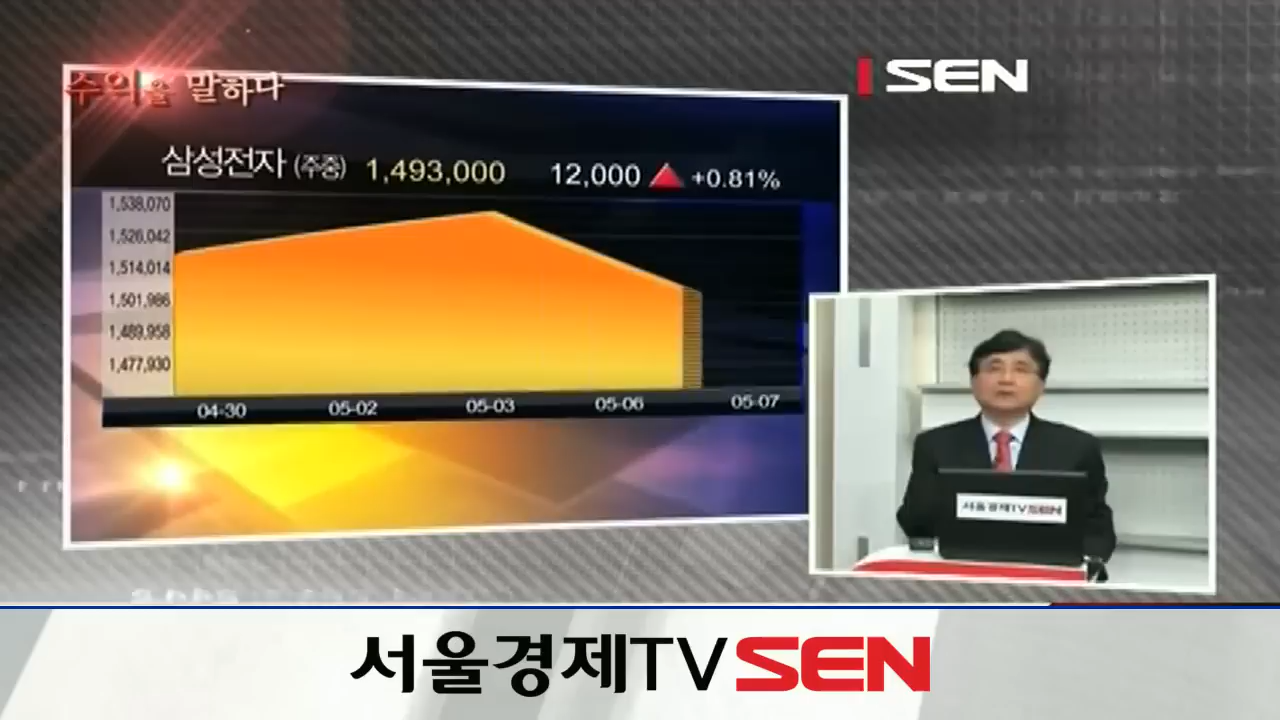 수익을 말하다
SEN
삼성전자 (주중) 1,493,000 12,000 ▲ +0.81%
1,538,070
1,526,042
1,514,014
1,501,986
1,489,958
1,477,930
04-30 05-02 05-03 05-06 05-07
서울경제TV SEN
서울경제TV SEN